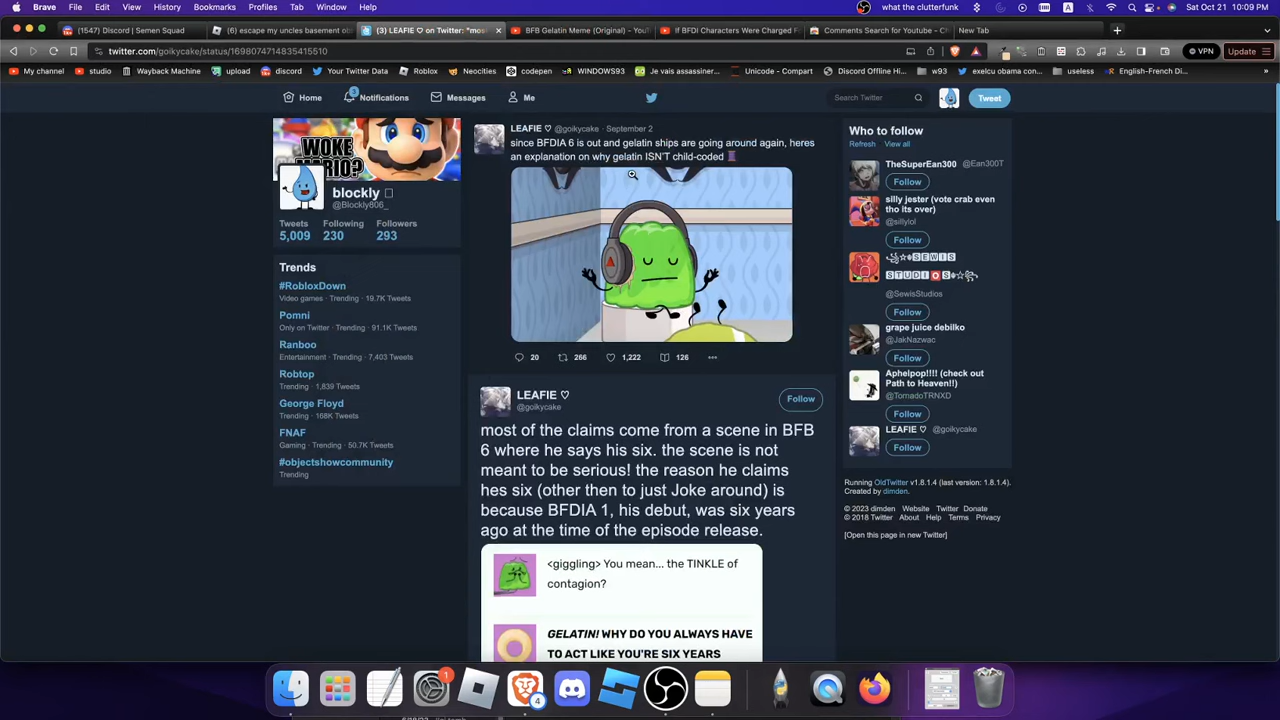 Brave File Edit View History Bookmarks Profiles Tab Window Help
what the clutterfunk Sat Oct 21 10:09 PM
(1547) Discord | Semen Squad
(6) escape my uncles basement ob
(3) LEAFIE ♡ on Twitter: "most
BFB Gelatin Meme (Original) - You
If BFDI Characters Were Charged F
Comments Search for Youtube - C
New Tab
twitter.com/goikycake/status/1698074714835415510
VPN
Update
My channel studio Wayback Machine upload discord Your Twitter Data Roblox Neocities codepen WINDOWS93 Je vais assassiner... Unicode - Compart Discord Offline Hi... w93 exelcu obama con... useless English-French Di... »
Home Notifications Messages Me
3
Search Twitter
Tweet
WOKE
MARIO?
blockly
@Blockly806_
Tweets Following Followers
5,009 230 293
Trends
#RobloxDown
Video games · Trending · 19.7K Tweets
Pomni
Only on Twitter · Trending · 91.1K Tweets
Ranboo
Entertainment · Trending · 7,403 Tweets
Robtop
Trending · 1,839 Tweets
George Floyd
Trending · 168K Tweets
FNAF
Gaming · Trending · 50.7K Tweets
#objectshowcommunity
Trending
LEAFIE ♡ @goikycake · September 2
since BFDIA 6 is out and gelatin ships are going around again, heres
an explanation on why gelatin ISN'T child-coded 🧵
20 266 1,222 126
LEAFIE ♡
@goikycake
Follow
most of the claims come from a scene in BFB
6 where he says his six. the scene is not
meant to be serious! the reason he claims
hes six (other then to just Joke around) is
because BFDIA 1, his debut, was six years
ago at the time of the episode release.
<giggling> You mean... the TINKLE of
contagion?
GELATIN! WHY DO YOU ALWAYS HAVE
TO ACT LIKE YOU'RE SIX YEARS
Who to follow
Refresh View all
TheSuperEan300 @Ean300T
Follow
silly jester (vote crab even
tho its over)
@sillylol
Follow
SEWIS
STUDIOS
@SewisStudios
Follow
grape juice debilko
@JakNazwac
Follow
Aphelpop!!!! (check out
Path to Heaven!!)
@TornadoTRNXD
Follow
LEAFIE ♡ @goikycake
Follow
Running OldTwitter v1.8.1.4 (last version: 1.8.1.4).
Created by dimden.
© 2023 dimden Website Twitter Donate
© 2018 Twitter About Help Terms Privacy
[Open this page in new Twitter]
1
4